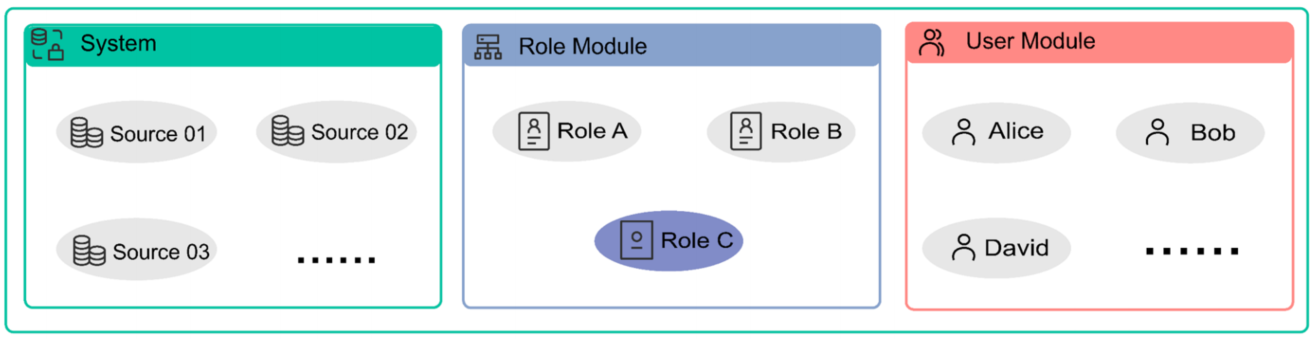 System
Source 01
Source 02
Source 03
......
Role Module
Role A
Role B
Role C
User Module
Alice
Bob
David
......